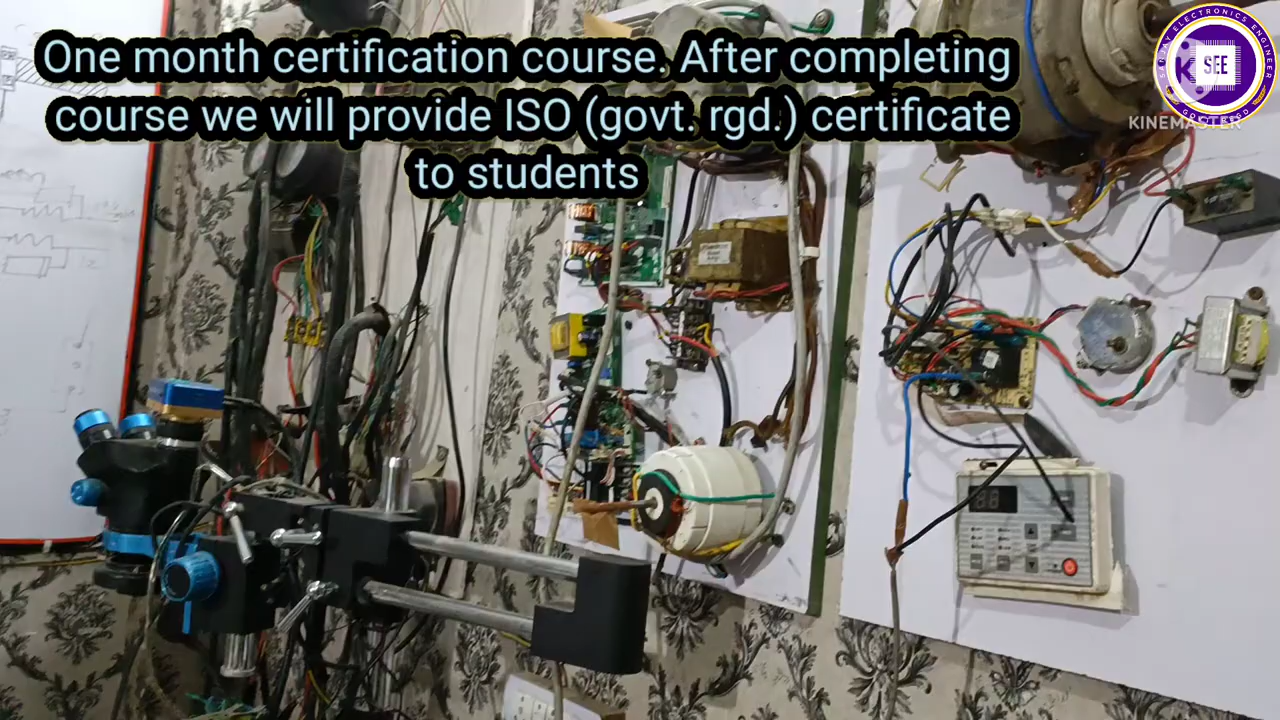 One month certification course. After completing
course we will provide ISO (govt. rgd.) certificate
to students
SEE
KINEMASTER